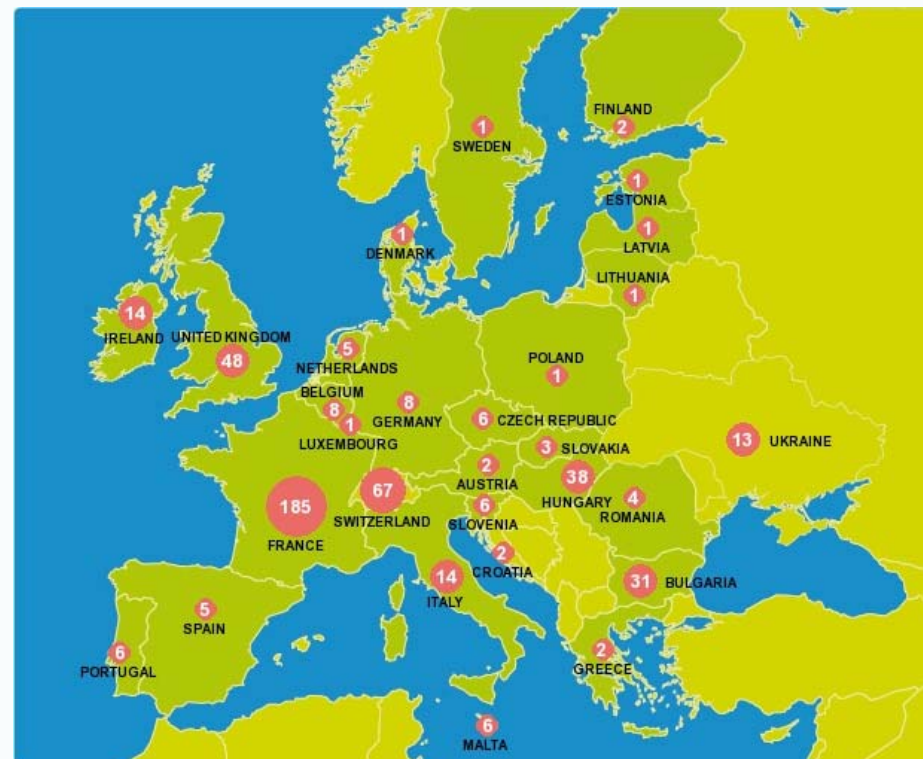 FINLAND
2
1
SWEDEN
1
ESTONIA
1
LATVIA
1
DENMARK
LITHUANIA
1
14
IRELAND
UNITED KINGDOM
48
5
NETHERLANDS
POLAND
1
BELGIUM
8
8
GERMANY
1
LUXEMBOURG
6
CZECH REPUBLIC
13
UKRAINE
3
SLOVAKIA
2
AUSTRIA
38
HUNGARY
67
SWITZERLAND
185
FRANCE
4
ROMANIA
6
SLOVENIA
2
CROATIA
14
ITALY
31
BULGARIA
5
SPAIN
6
PORTUGAL
2
GREECE
6
MALTA